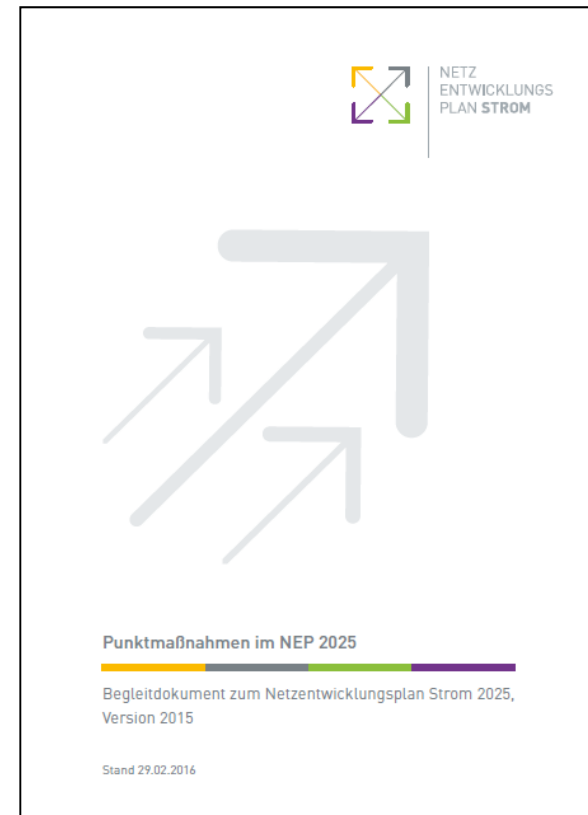 NETZ
ENTWICKLUNGS
PLAN STROM
Punktmaßnahmen im NEP 2025
Begleitdokument zum Netzentwicklungsplan Strom 2025,
Version 2015
Stand 29.02.2016